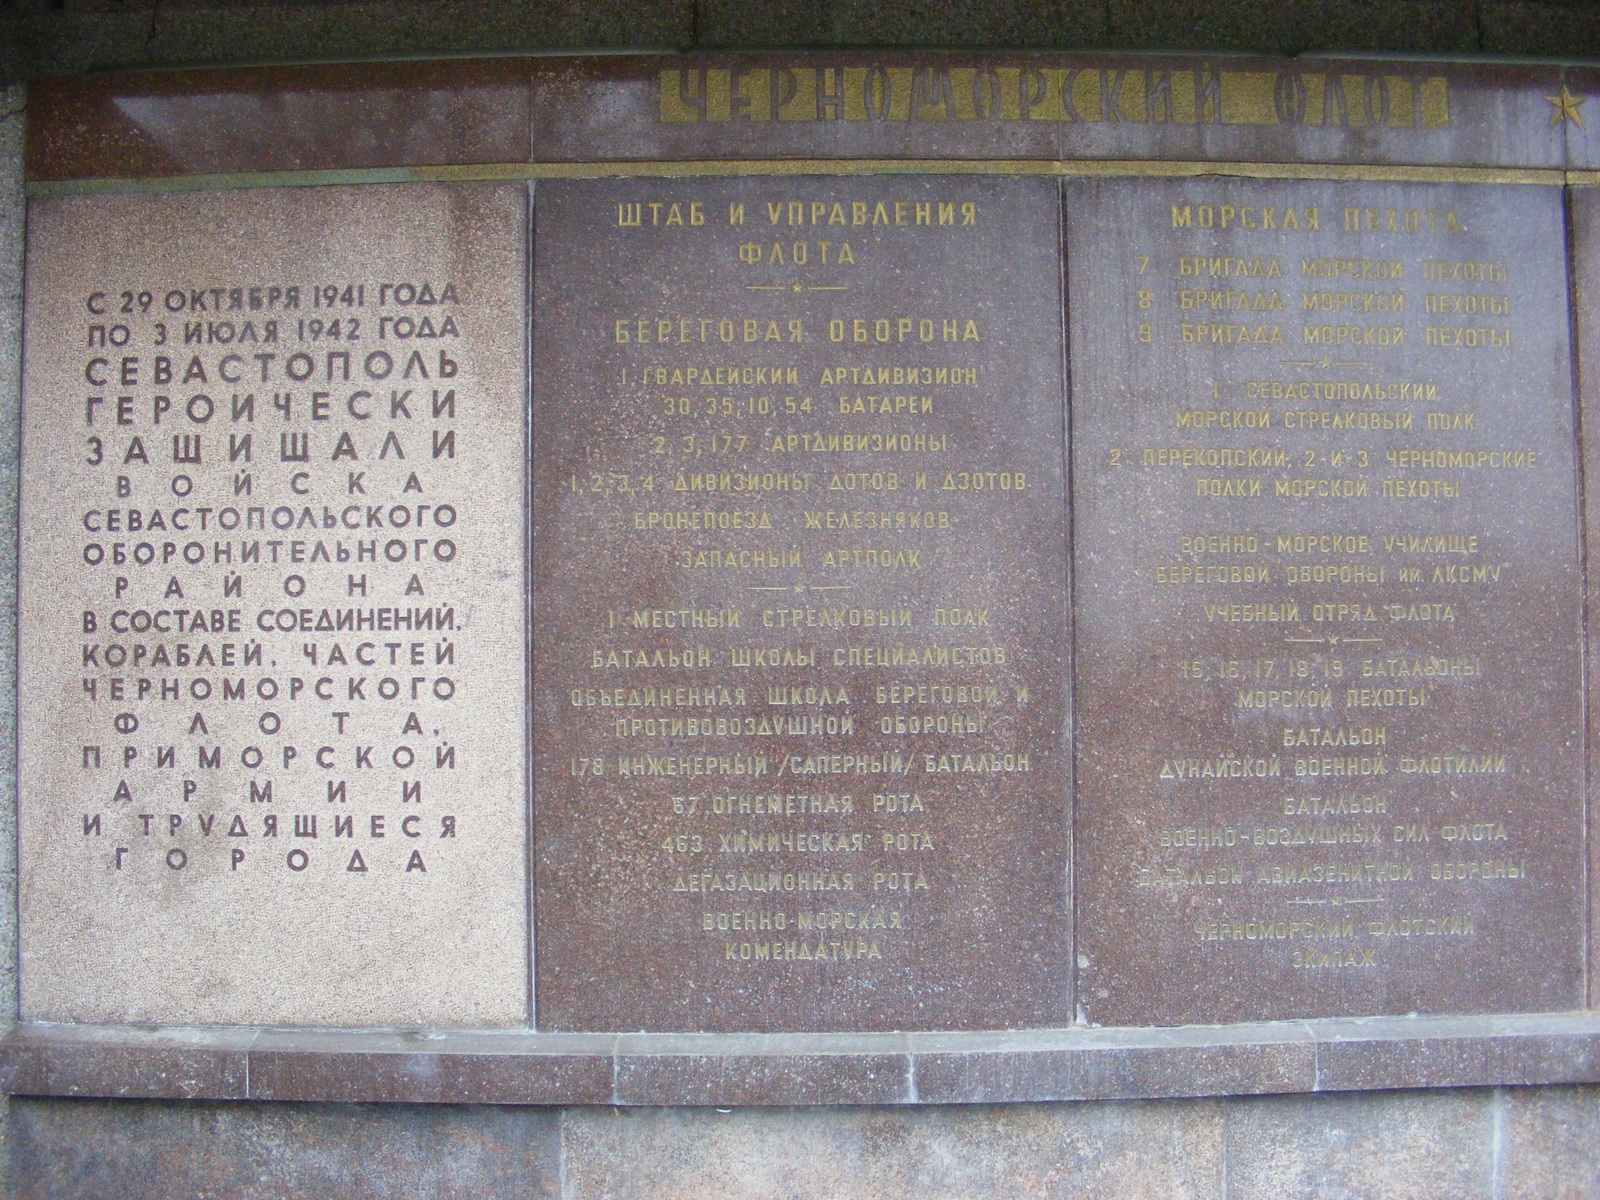 ЧЕРНОМОРСКИЙ ФЛОТ
С 29 ОКТЯБРЯ 1941 ГОДА
ПО 3 ИЮЛЯ 1942 ГОДА
СЕВАСТОПОЛЬ
ГЕРОИЧЕСКИ
ЗАЩИЩАЛИ
ВОЙСКА
СЕВАСТОПОЛЬСКОГО
ОБОРОНИТЕЛЬНОГО
РАЙОНА
В СОСТАВЕ СОЕДИНЕНИЙ,
КОРАБЛЕЙ, ЧАСТЕЙ
ЧЕРНОМОРСКОГО
ФЛОТА,
ПРИМОРСКОЙ
АРМИИ
И ТРУДЯЩИЕСЯ
ГОРОДА
ШТАБ И УПРАВЛЕНИЯ
ФЛОТА
БЕРЕГОВАЯ ОБОРОНА
1 ГВАРДЕЙСКИЙ АРТДИВИЗИОН
30, 35, 10, 54 БАТАРЕИ
2, 3, 177 АРТДИВИЗИОНЫ
1, 2, 3, 4 ДИВИЗИОНЫ ДОТОВ И ДЗОТОВ
БРОНЕПОЕЗД "ЖЕЛЕЗНЯКОВ"
ЗАПАСНЫЙ АРТПОЛК
1 МЕСТНЫЙ СТРЕЛКОВЫЙ ПОЛК
БАТАЛЬОН ШКОЛЫ СПЕЦИАЛИСТОВ
ОБЪЕДИНЕННАЯ ШКОЛА БЕРЕГОВОЙ И
ПРОТИВОВОЗДУШНОЙ ОБОРОНЫ
178 ИНЖЕНЕРНЫЙ /САПЕРНЫЙ/ БАТАЛЬОН
67 ОГНЕМЕТНАЯ РОТА
463 ХИМИЧЕСКАЯ РОТА
ДЕГАЗАЦИОННАЯ РОТА
ВОЕННО-МОРСКАЯ
КОМЕНДАТУРА
МОРСКАЯ ПЕХОТА
7 БРИГАДА МОРСКОЙ ПЕХОТЫ
8 БРИГАДА МОРСКОЙ ПЕХОТЫ
9 БРИГАДА МОРСКОЙ ПЕХОТЫ
1 СЕВАСТОПОЛЬСКИЙ
МОРСКОЙ СТРЕЛКОВЫЙ ПОЛК
2 ПЕРЕКОПСКИЙ, 2 И 3 ЧЕРНОМОРСКИЕ
ПОЛКИ МОРСКОЙ ПЕХОТЫ
ВОЕННО-МОРСКОЕ УЧИЛИЩЕ
БЕРЕГОВОЙ ОБОРОНЫ ИМ. ЛКСМУ
УЧЕБНЫЙ ОТРЯД ФЛОТА
15, 16, 17, 18, 19 БАТАЛЬОНЫ
МОРСКОЙ ПЕХОТЫ
БАТАЛЬОН
ДУНАЙСКОЙ ВОЕННОЙ ФЛОТИЛИИ
БАТАЛЬОН
ВОЕННО-ВОЗДУШНЫХ СИЛ ФЛОТА
БАТАЛЬОН АВИАЗЕНИТНОЙ ОБОРОНЫ
ЧЕРНОМОРСКИЙ ФЛОТСКИЙ
ЭКИПАЖ